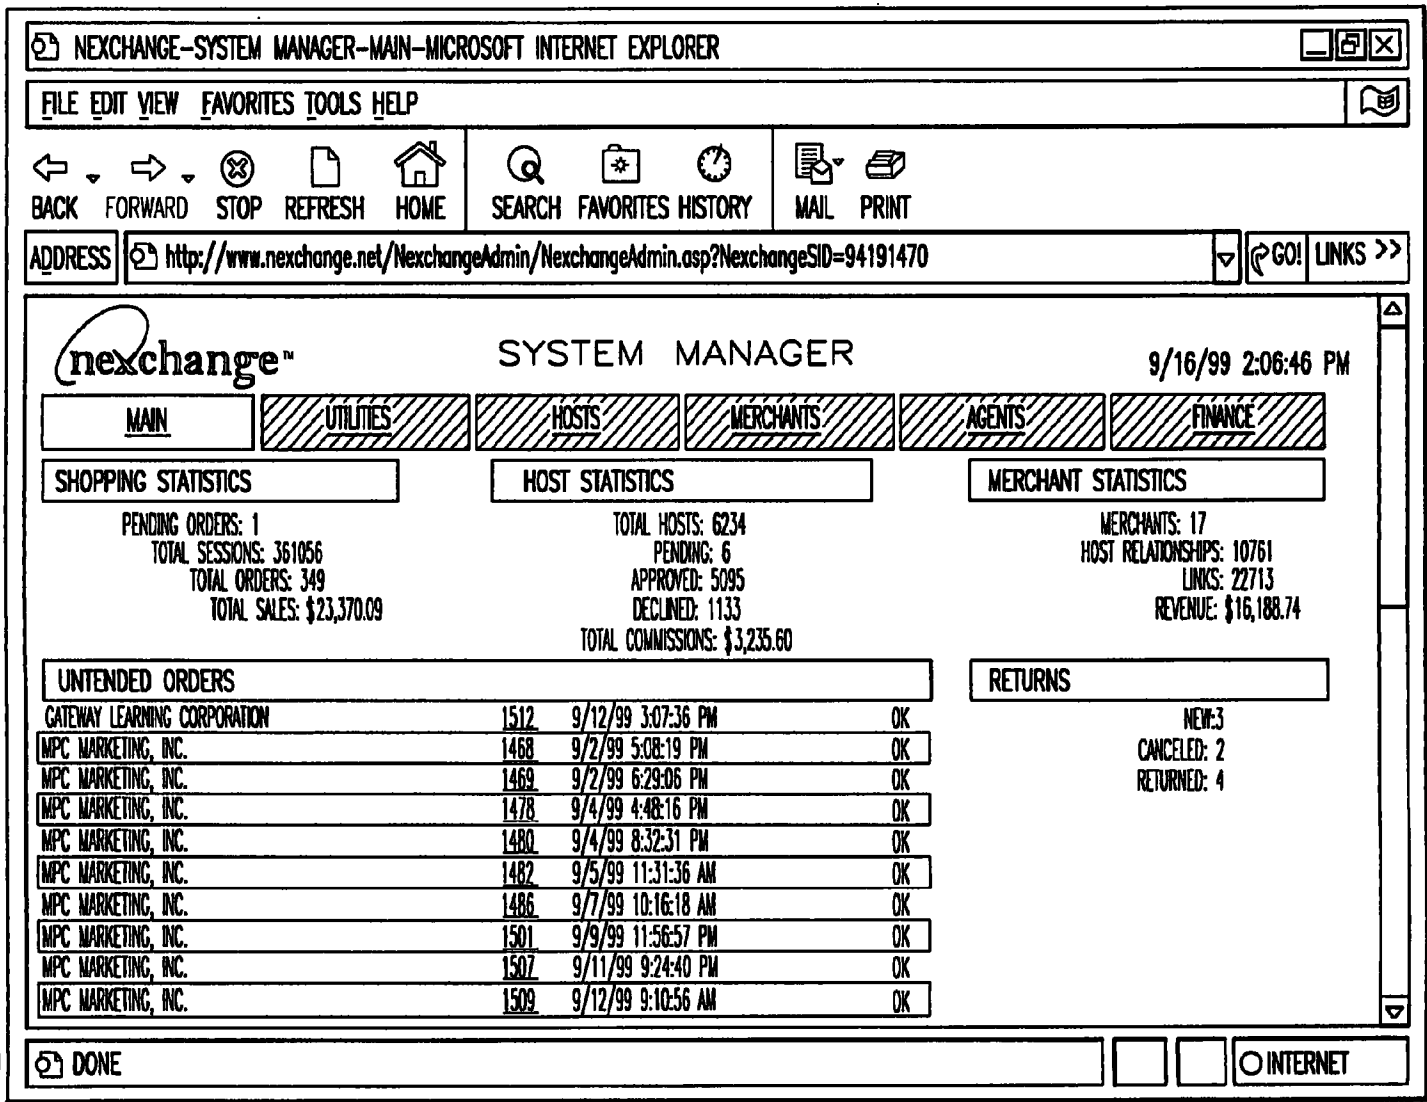 NEXCHANGE-SYSTEM MANAGER-MAIN-MICROSOFT INTERNET EXPLORER
FILE EDIT VIEW FAVORITES TOOLS HELP
BACK FORWARD STOP REFRESH HOME SEARCH FAVORITES HISTORY MAIL PRINT
ADDRESS http://www.nexchange.net/NexchangeAdmin/NexchangeAdmin.asp?NexchangeSID=94191470 GO! LINKS >>
nexchange™ SYSTEM MANAGER 9/16/99 2:06:46 PM
MAIN UTILITIES HOSTS MERCHANTS AGENTS FINANCE
SHOPPING STATISTICS HOST STATISTICS MERCHANT STATISTICS
PENDING ORDERS: 1 TOTAL HOSTS: 6234 MERCHANTS: 17
TOTAL SESSIONS: 361056 PENDING: 6 HOST RELATIONSHIPS: 10761
TOTAL ORDERS: 349 APPROVED: 5095 LINKS: 22713
TOTAL SALES: $23,370.09 DECLINED: 1133 REVENUE: $16,188.74
TOTAL COMMISSIONS: $3,235.60
UNTENDED ORDERS RETURNS
GATEWAY LEARNING CORPORATION 1512 9/12/99 3:07:36 PM OK NEW:3
MPC MARKETING, INC. 1468 9/2/99 5:08:19 PM OK CANCELED: 2
MPC MARKETING, INC. 1469 9/2/99 6:29:06 PM OK RETURNED: 4
MPC MARKETING, INC. 1478 9/4/99 4:48:16 PM OK
MPC MARKETING, INC. 1480 9/4/99 8:32:31 PM OK
MPC MARKETING, INC. 1482 9/5/99 11:31:36 AM OK
MPC MARKETING, INC. 1486 9/7/99 10:16:18 AM OK
MPC MARKETING, INC. 1501 9/9/99 11:56:57 PM OK
MPC MARKETING, INC. 1507 9/11/99 9:24:40 PM OK
MPC MARKETING, INC. 1509 9/12/99 9:10:56 AM OK
DONE INTERNET